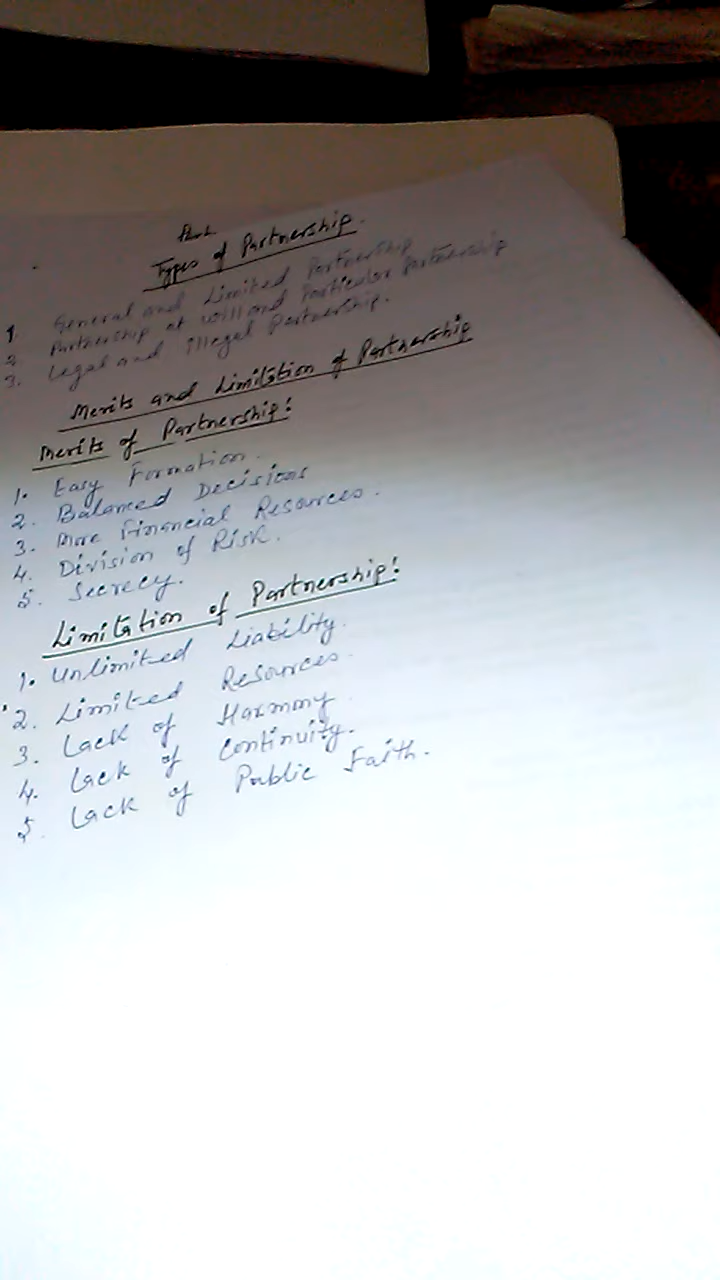 Types of Partnership.
1. General and Limited Partnership
2. Partnership at will and Particular Partnership
3. Legal and Illegal Partnership.
Merits and Limitation of Partnership
Merits of Partnership:
1. Easy Formation.
2. Balanced Decisions
3. More Financial Resources.
4. Division of Risk.
5. Secrecy.
Limitation of Partnership:
1. Unlimited Liability.
2. Limited Resources.
3. Lack of Harmony
4. Lack of Continuity.
5. Lack of Public Faith.